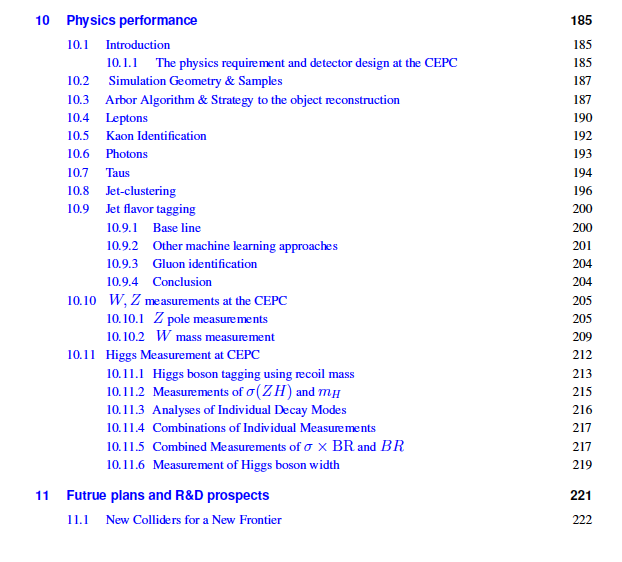 10 Physics performance 185
10.1 Introduction 185
10.1.1 The physics requirement and detector design at the CEPC 185
10.2 Simulation Geometry & Samples 187
10.3 Arbor Algorithm & Strategy to the object reconstruction 187
10.4 Leptons 190
10.5 Kaon Identification 192
10.6 Photons 193
10.7 Taus 194
10.8 Jet-clustering 196
10.9 Jet flavor tagging 200
10.9.1 Base line 200
10.9.2 Other machine learning approaches 201
10.9.3 Gluon identification 204
10.9.4 Conclusion 204
10.10 W, Z measurements at the CEPC 205
10.10.1 Z pole measurements 205
10.10.2 W mass measurement 209
10.11 Higgs Measurement at CEPC 212
10.11.1 Higgs boson tagging using recoil mass 213
10.11.2 Measurements of σ(ZH) and m_H 215
10.11.3 Analyses of Individual Decay Modes 216
10.11.4 Combinations of Individual Measurements 217
10.11.5 Combined Measurements of σ × BR and BR 217
10.11.6 Measurement of Higgs boson width 219
11 Futrue plans and R&D prospects 221
11.1 New Colliders for a New Frontier 222